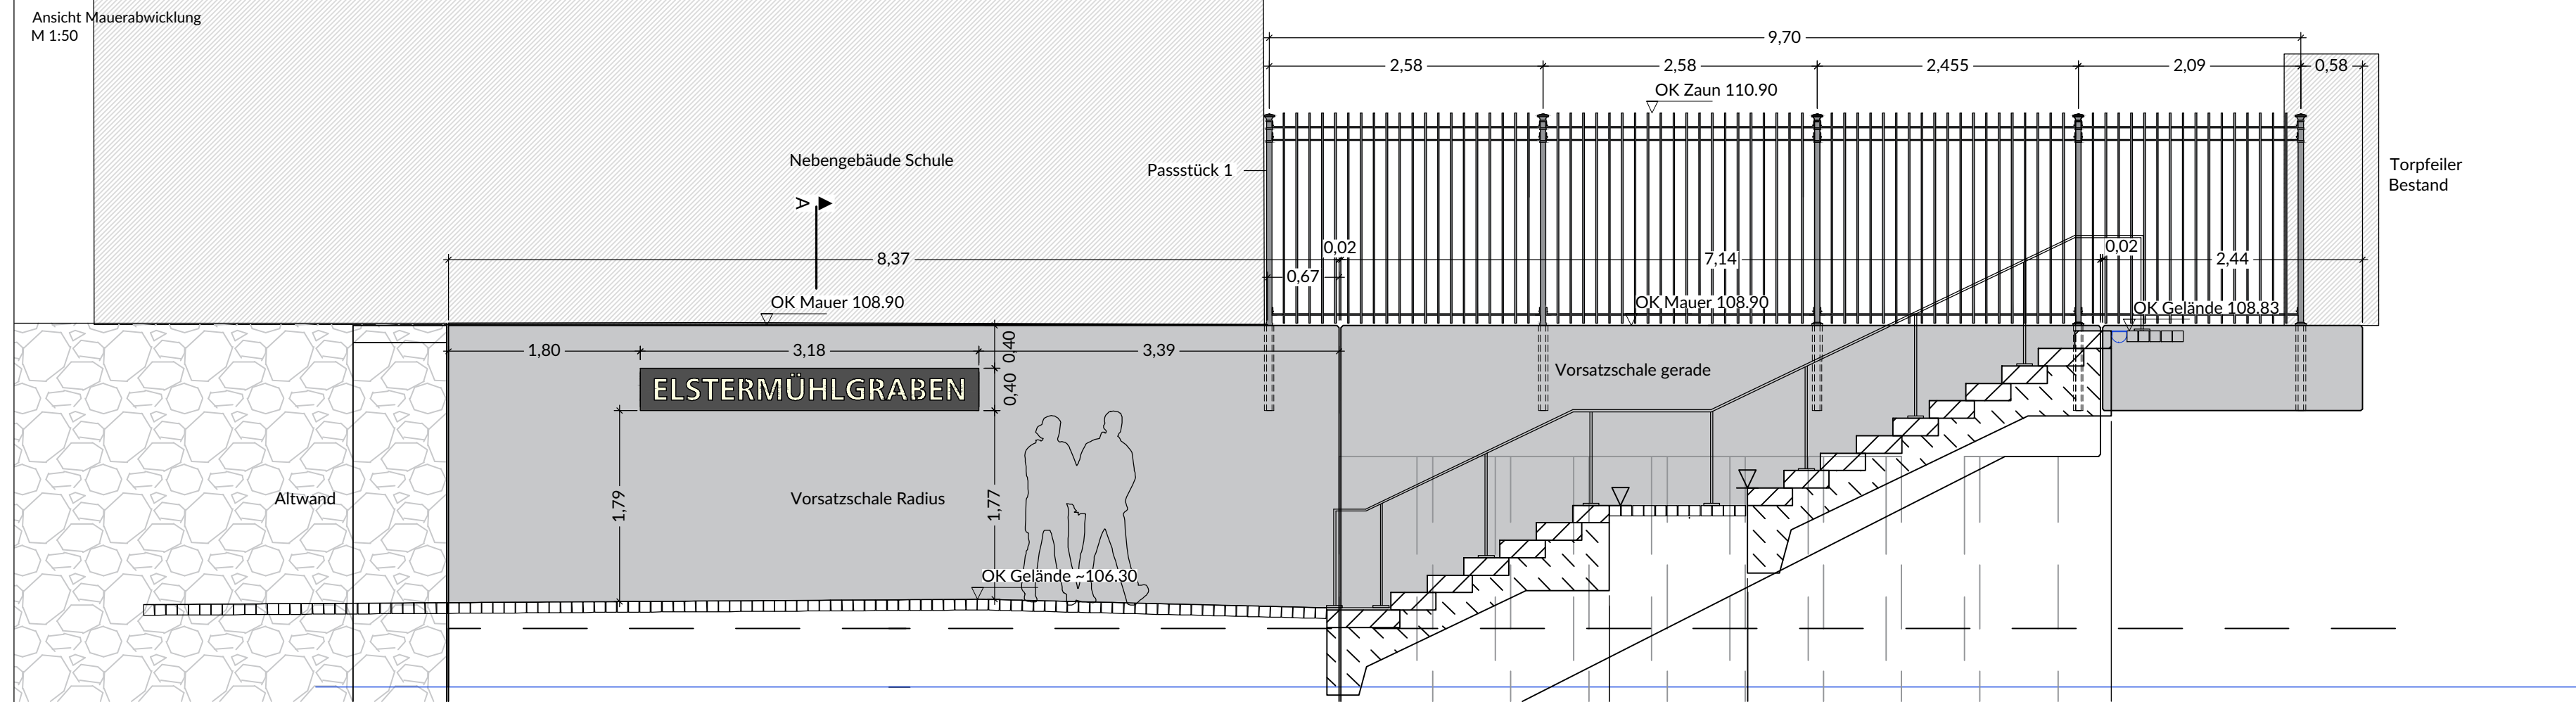 Ansicht Mauerabwicklung
M 1:50
9,70
2,58
2,58
2,455
2,09
0,58
OK Zaun 110.90
Nebengebäude Schule
Passstück 1
Torpfeiler
Bestand
A
0,02
0,02
8,37
7,14
2,44
0,67
OK Mauer 108.90
OK Mauer 108.90
OK Gelände 108.83
0,40
1,80
3,18
3,39
Vorsatzschale gerade
ELSTERMÜHLGRABEN
0,40
Altwand
Vorsatzschale Radius
1,79
1,77
OK Gelände ~106.30